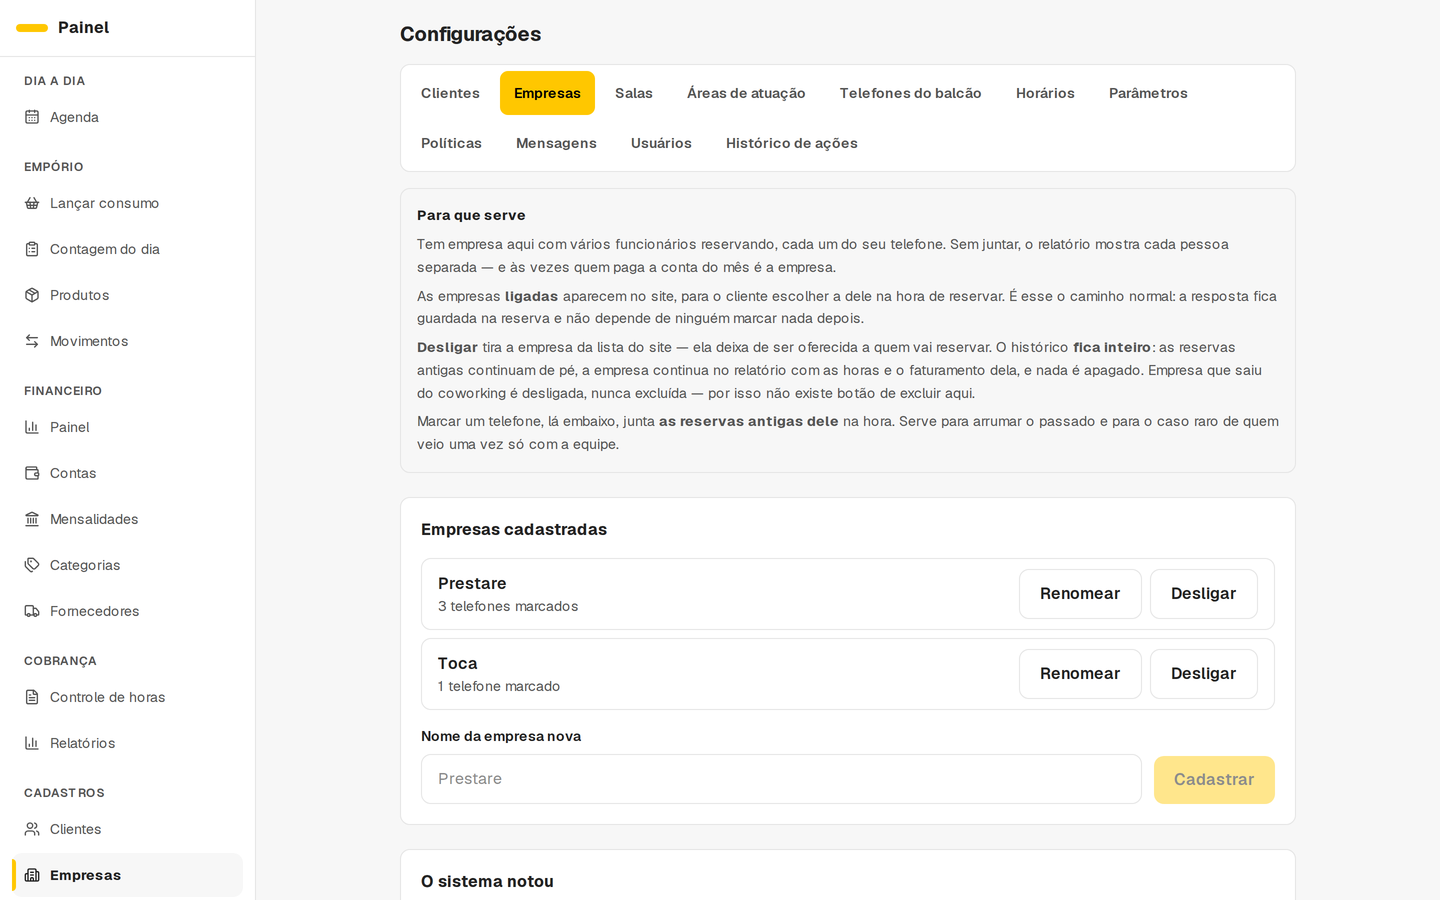 Painel
DIA A DIA
Agenda
EMPÓRIO
Lançar consumo
Contagem do dia
Produtos
Movimentos
FINANCEIRO
Painel
Contas
Mensalidades
Categorias
Fornecedores
COBRANÇA
Controle de horas
Relatórios
CADASTROS
Clientes
Empresas
Configurações
Clientes Empresas Salas Áreas de atuação Telefones do balcão Horários Parâmetros
Políticas Mensagens Usuários Histórico de ações
Para que serve
Tem empresa aqui com vários funcionários reservando, cada um do seu telefone. Sem juntar, o relatório mostra cada pessoa
separada — e às vezes quem paga a conta do mês é a empresa.
As empresas ligadas aparecem no site, para o cliente escolher a dele na hora de reservar. É esse o caminho normal: a resposta fica
guardada na reserva e não depende de ninguém marcar nada depois.
Desligar tira a empresa da lista do site — ela deixa de ser oferecida a quem vai reservar. O histórico fica inteiro: as reservas
antigas continuam de pé, a empresa continua no relatório com as horas e o faturamento dela, e nada é apagado. Empresa que saiu
do coworking é desligada, nunca excluída — por isso não existe botão de excluir aqui.
Marcar um telefone, lá embaixo, junta as reservas antigas dele na hora. Serve para arrumar o passado e para o caso raro de quem
veio uma vez só com a equipe.
Empresas cadastradas
Prestare
3 telefones marcados
Renomear Desligar
Toca
1 telefone marcado
Renomear Desligar
Nome da empresa nova
Prestare
Cadastrar
O sistema notou